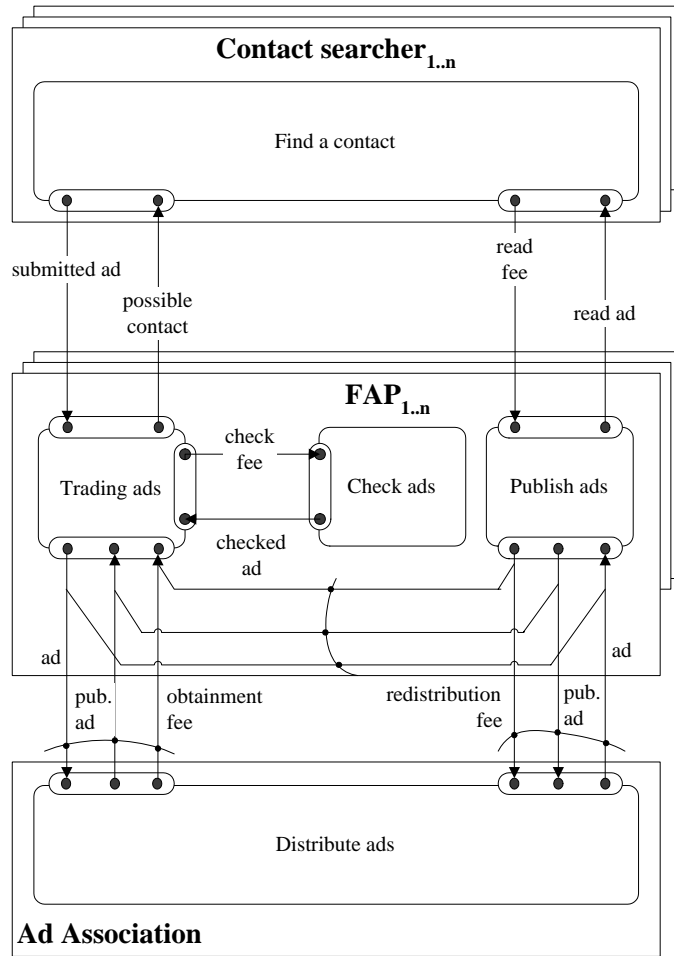 Contact searcher1..n
Find a contact
submitted ad
possible
contact
read
fee
read ad
FAP1..n
check
fee
Trading ads
Check ads
Publish ads
checked
ad
ad
pub.
ad
obtainment
fee
redistribution
fee
pub.
ad
ad
Distribute ads
Ad Association